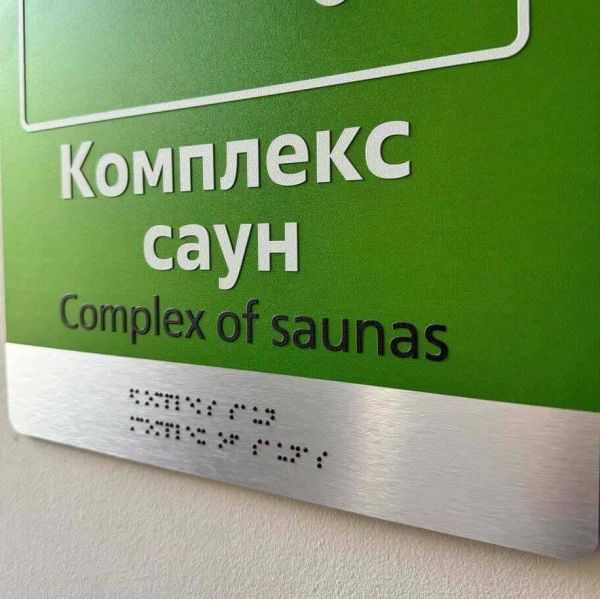 Комплекс
саун
Complex of saunas